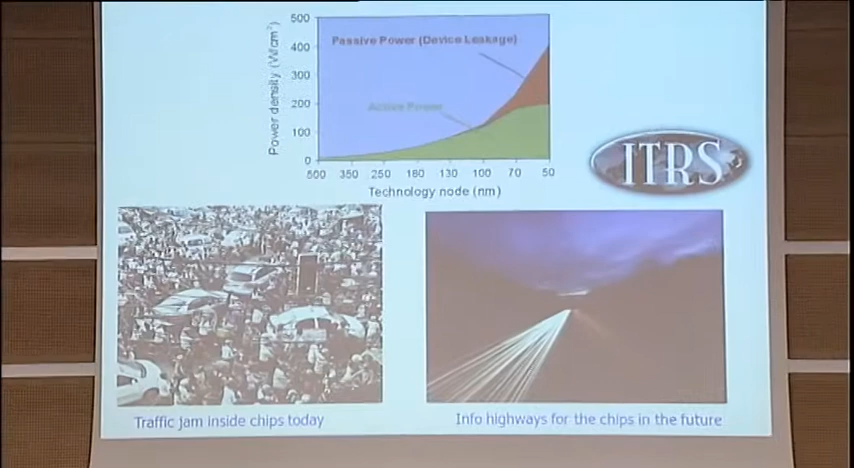 Power density (W/cm²)
500
400
300
200
100
0
Passive Power (Device Leakage)
Active Power
500 350 250 180 130 100 70 50
Technology node (nm)
ITRS
Traffic jam inside chips today
Info highways for the chips in the future